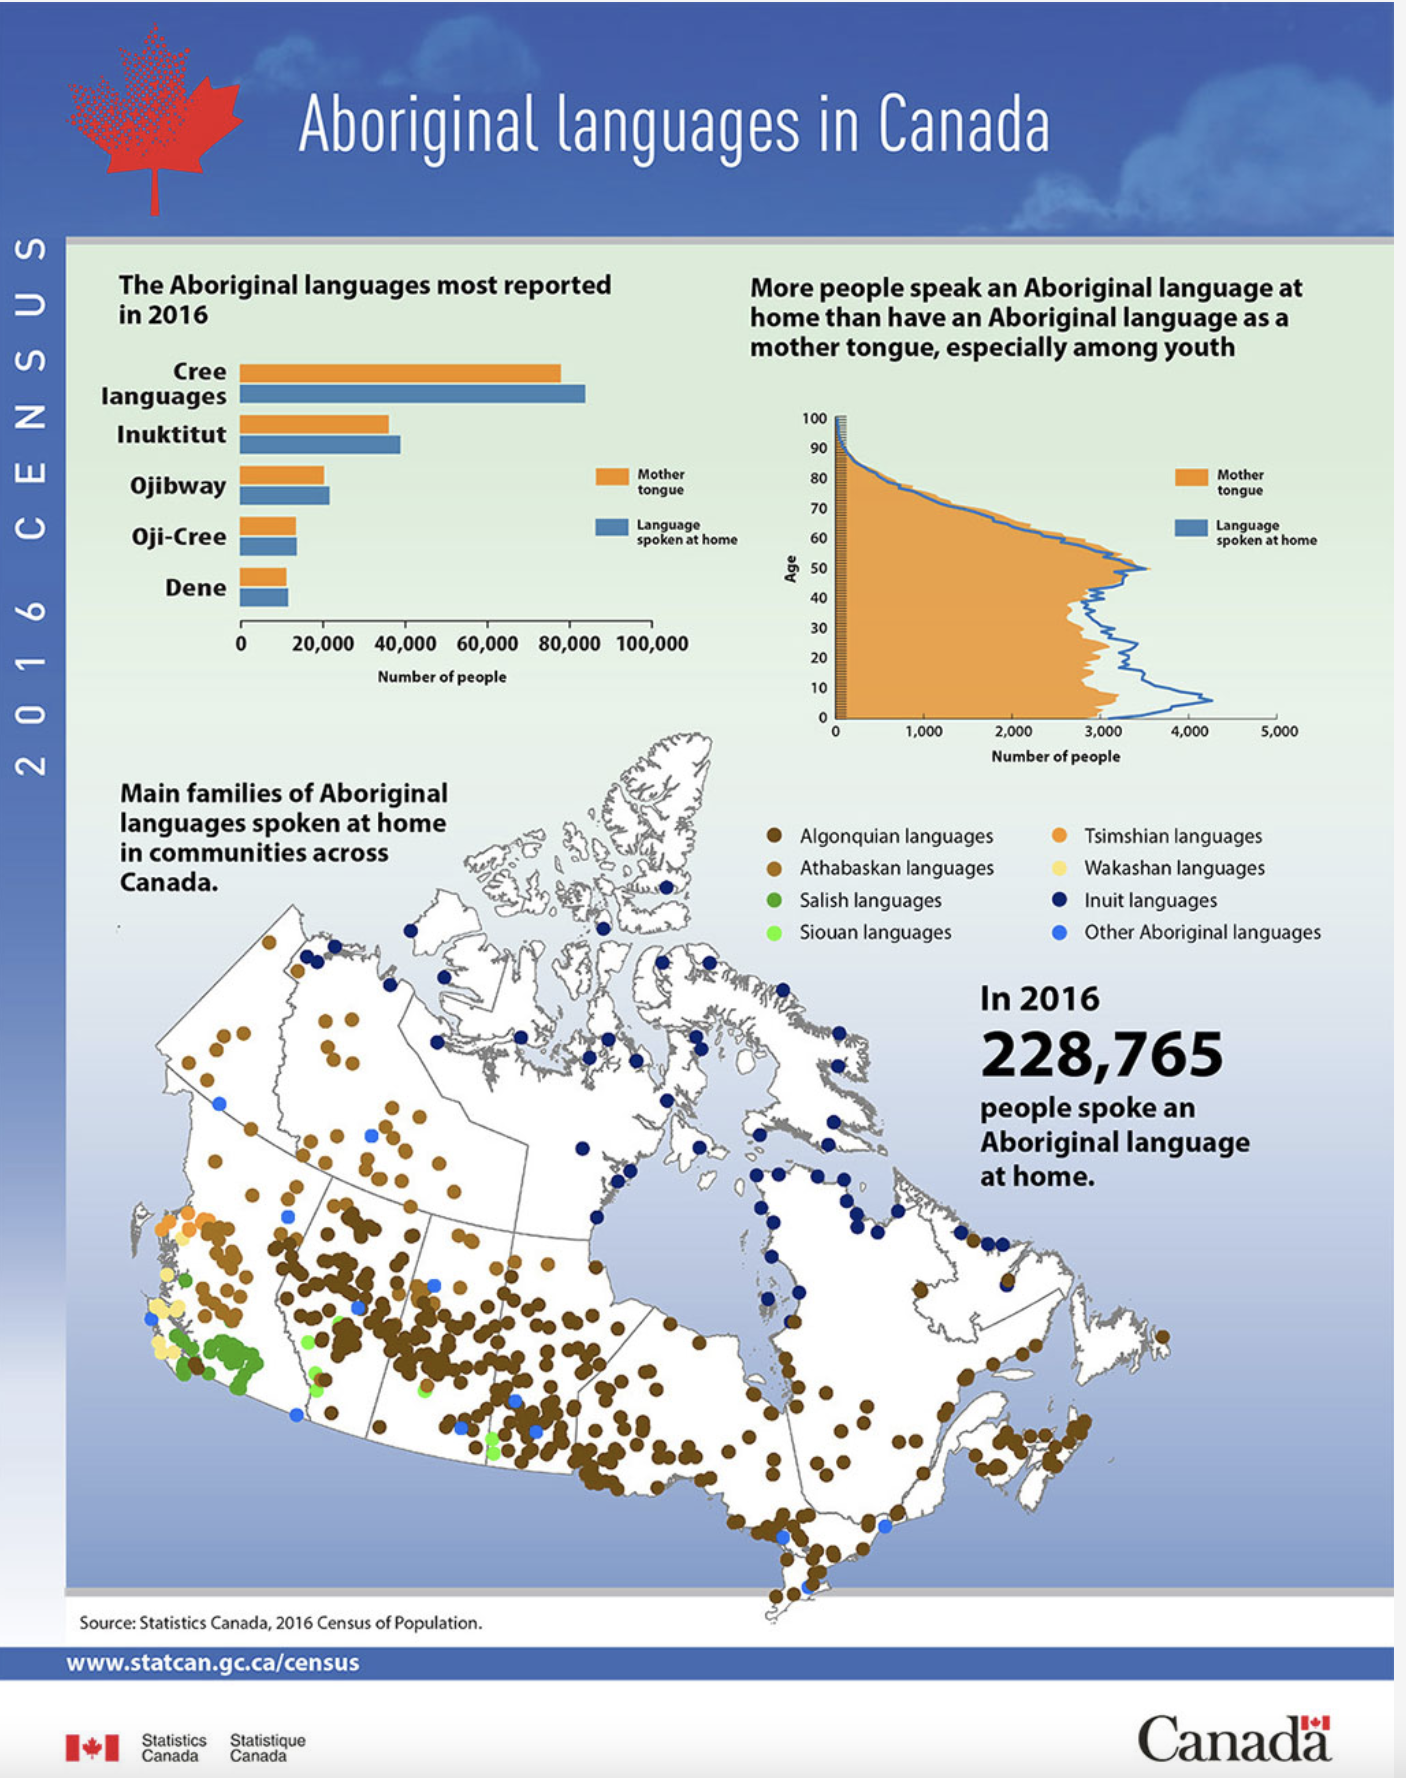 Aboriginal languages in Canada
2016 CENSUS
The Aboriginal languages most reported
in 2016
Cree
languages
Inuktitut
Ojibway
Oji-Cree
Dene
Mother
tongue
Language
spoken at home
0 20,000 40,000 60,000 80,000 100,000
Number of people
More people speak an Aboriginal language at
home than have an Aboriginal language as a
mother tongue, especially among youth
100
90
80
70
60
50
40
30
20
10
0
Age
Mother
tongue
Language
spoken at home
0 1,000 2,000 3,000 4,000 5,000
Number of people
Main families of Aboriginal
languages spoken at home
in communities across
Canada.
Algonquian languages
Athabaskan languages
Salish languages
Siouan languages
Tsimshian languages
Wakashan languages
Inuit languages
Other Aboriginal languages
In 2016
228,765
people spoke an
Aboriginal language
at home.
Source: Statistics Canada, 2016 Census of Population.
www.statcan.gc.ca/census
Statistics Statistique
Canada Canada
Canada